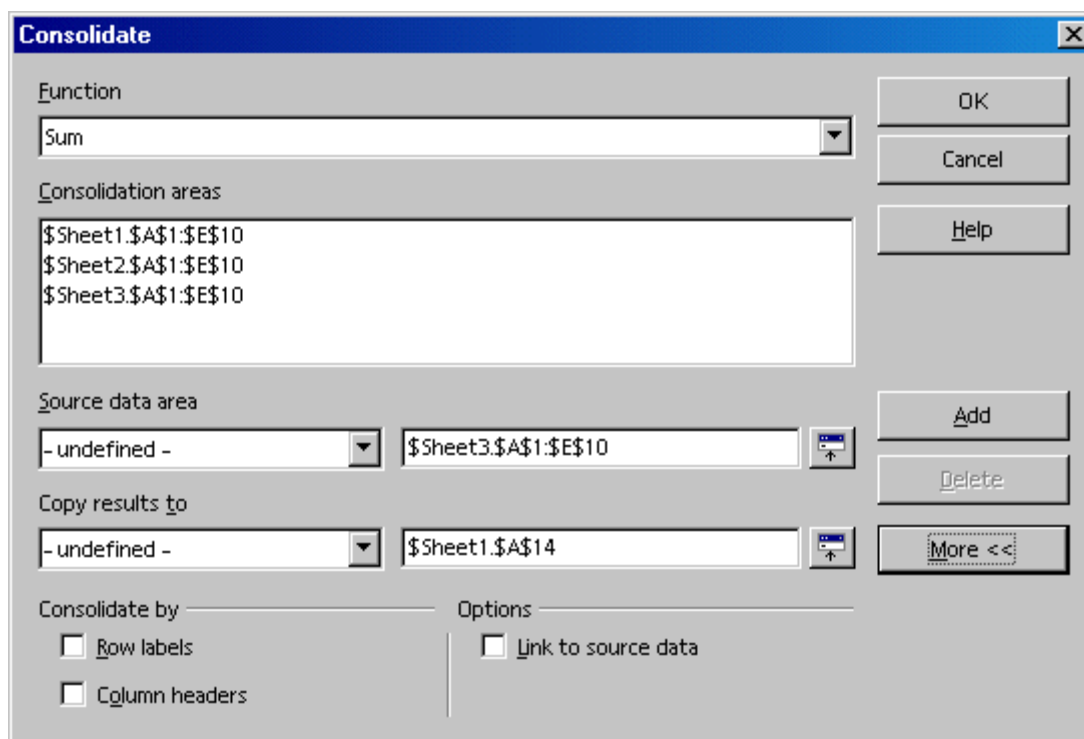 Consolidate
Function
OK
Sum
Cancel
Consolidation areas
Help
$Sheet1.$A$1:$E$10
$Sheet2.$A$1:$E$10
$Sheet3.$A$1:$E$10
Source data area
Add
- undefined -
$Sheet3.$A$1:$E$10
Delete
Copy results to
- undefined -
$Sheet1.$A$14
More <<
Consolidate by
Options
Row labels
Link to source data
Column headers